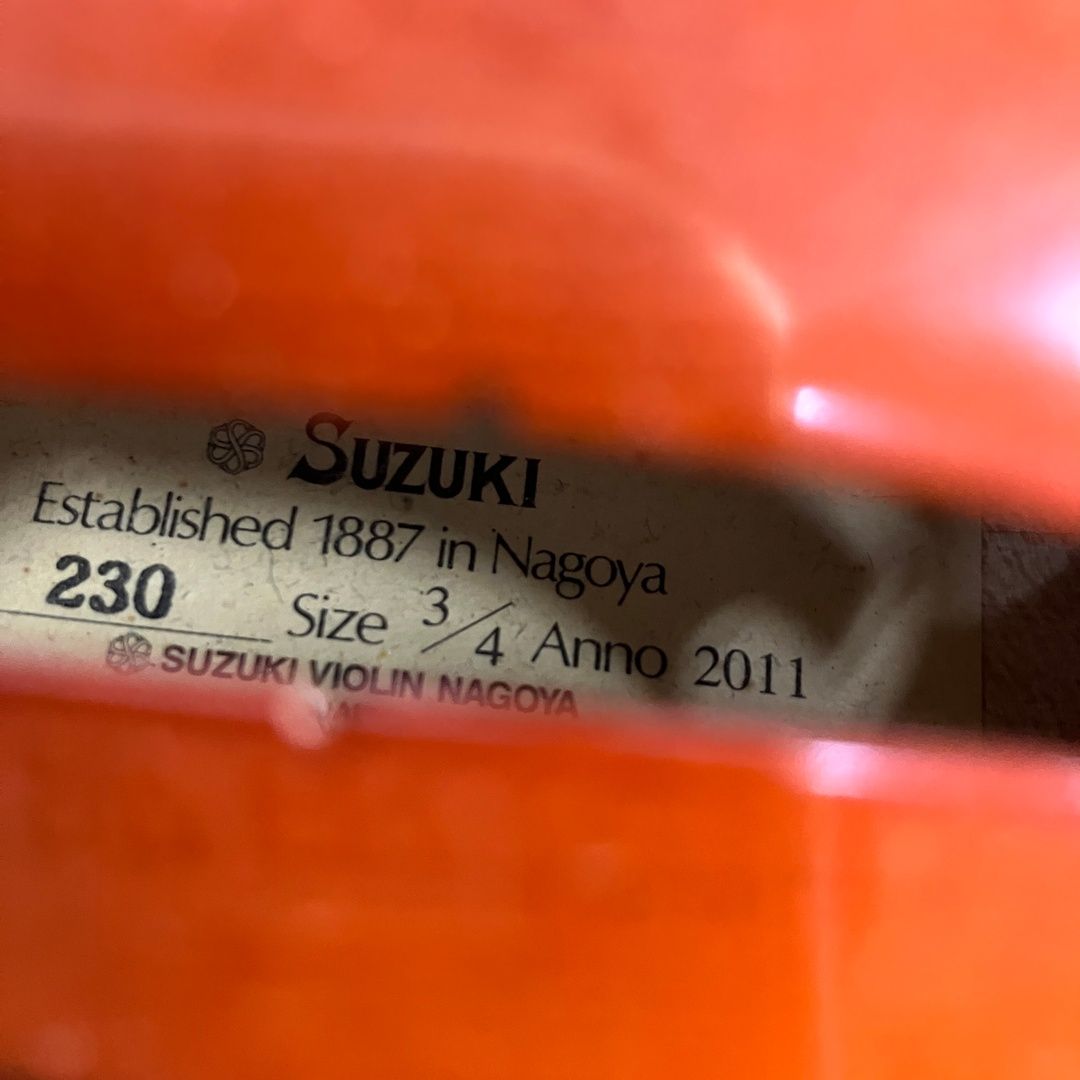 SUZUKI
Established 1887 in Nagoya
230 Size 3/4 Anno 2011
SUZUKI VIOLIN NAGOYA